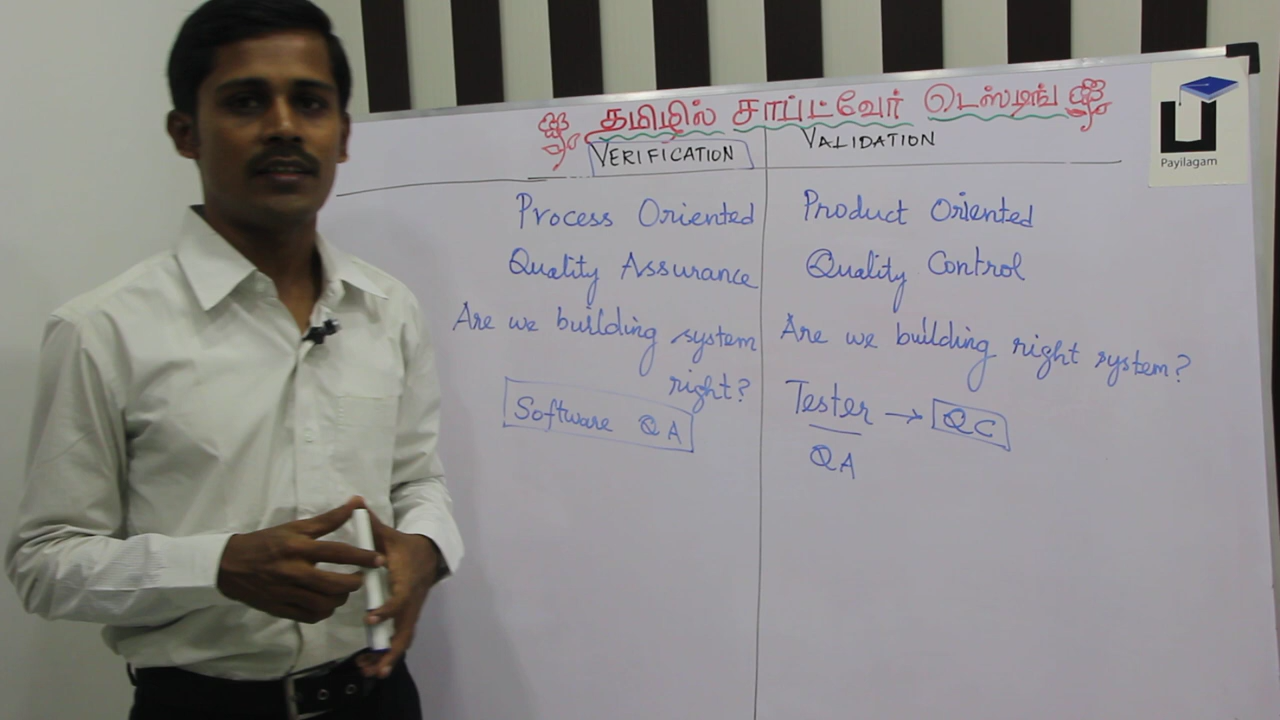 தமிழில் சாப்ட்வேர் டெஸ்டிங்
VERIFICATION
VALIDATION
Payilagam
Process Oriented
Product Oriented
Quality Assurance
Quality Control
Are we building system
right?
Are we building right system?
Software QA
Tester → QC
QA